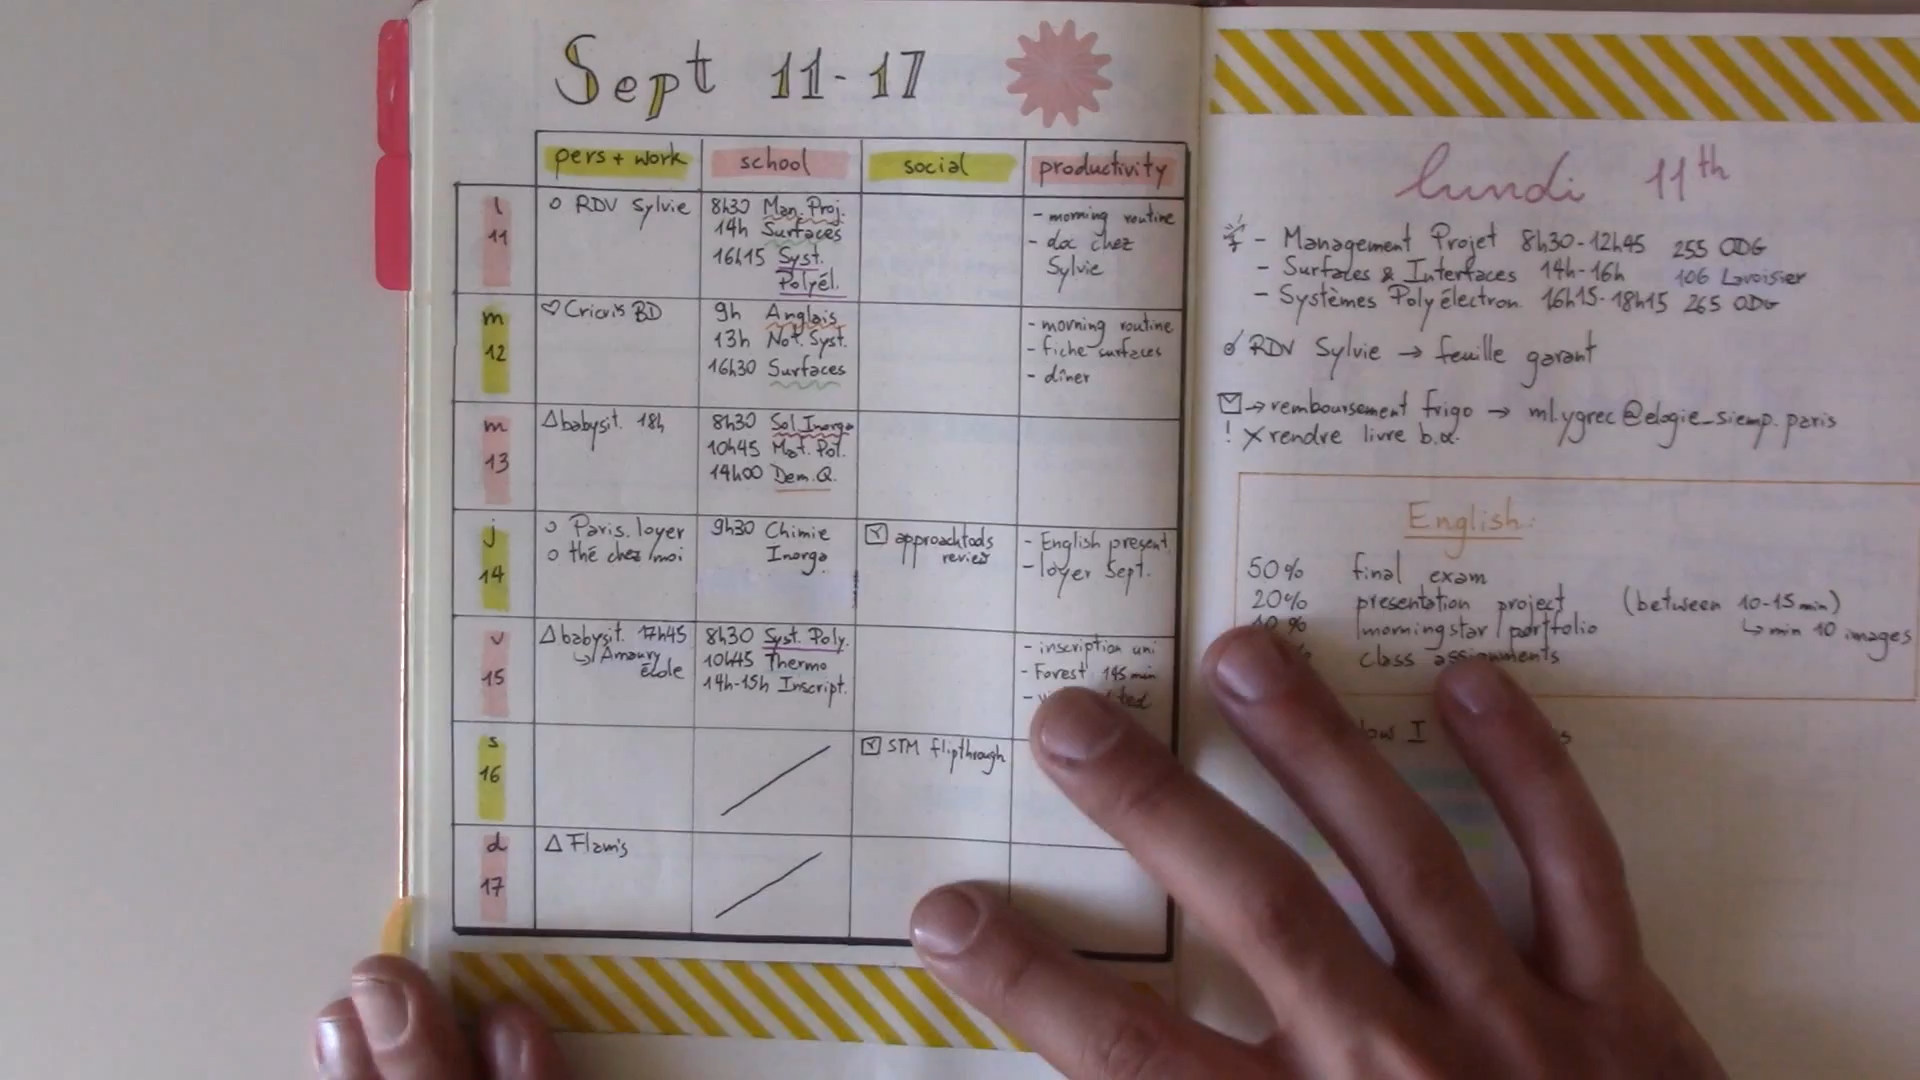 Sept 11-17
pers + work school social productivity
l
11
o RDV Sylvie
8h30 Man. Proj.
14h Surfaces
16h15 Syst.
Polyél.
- morning routine
- doc chez
Sylvie
m
12
♡ Cricri's BD
9h Anglais
13h Not. Syst.
16h30 Surfaces
- morning routine
- fiche surfaces
- dîner
m
13
Δ babysit. 18h
8h30 Sol. Inorga
10h45 Mat. Pol.
14h00 Dem. Q.
j
14
o Paris. loyer
o thé chez moi
9h30 Chimie
Inorga.
approachtods
review
- English present.
- loyer Sept.
v
15
Δ babysit. 17h45
↳ Amaury
école
8h30 Syst. Poly.
10h45 Thermo
14h-15h Inscript.
- inscription uni
- Forest 145 min
-
s
16
STM flipthrough
d
17
Δ Flam's
lundi 11th
- Management Projet 8h30-12h45 255 ODG
- Surfaces & Interfaces 14h-16h 106 Lavoisier
- Systèmes Polyélectron. 16h15-18h15 265 ODG
RDV Sylvie → feuille garant
→ remboursement frigo → ml.ygrec@elogie_siemp.paris
! X rendre livre b.a.
English:
50% final exam
20% presentation project (between 10-15 min)
% morningstar / portfolio ↳ min 10 images
% class assignments
I